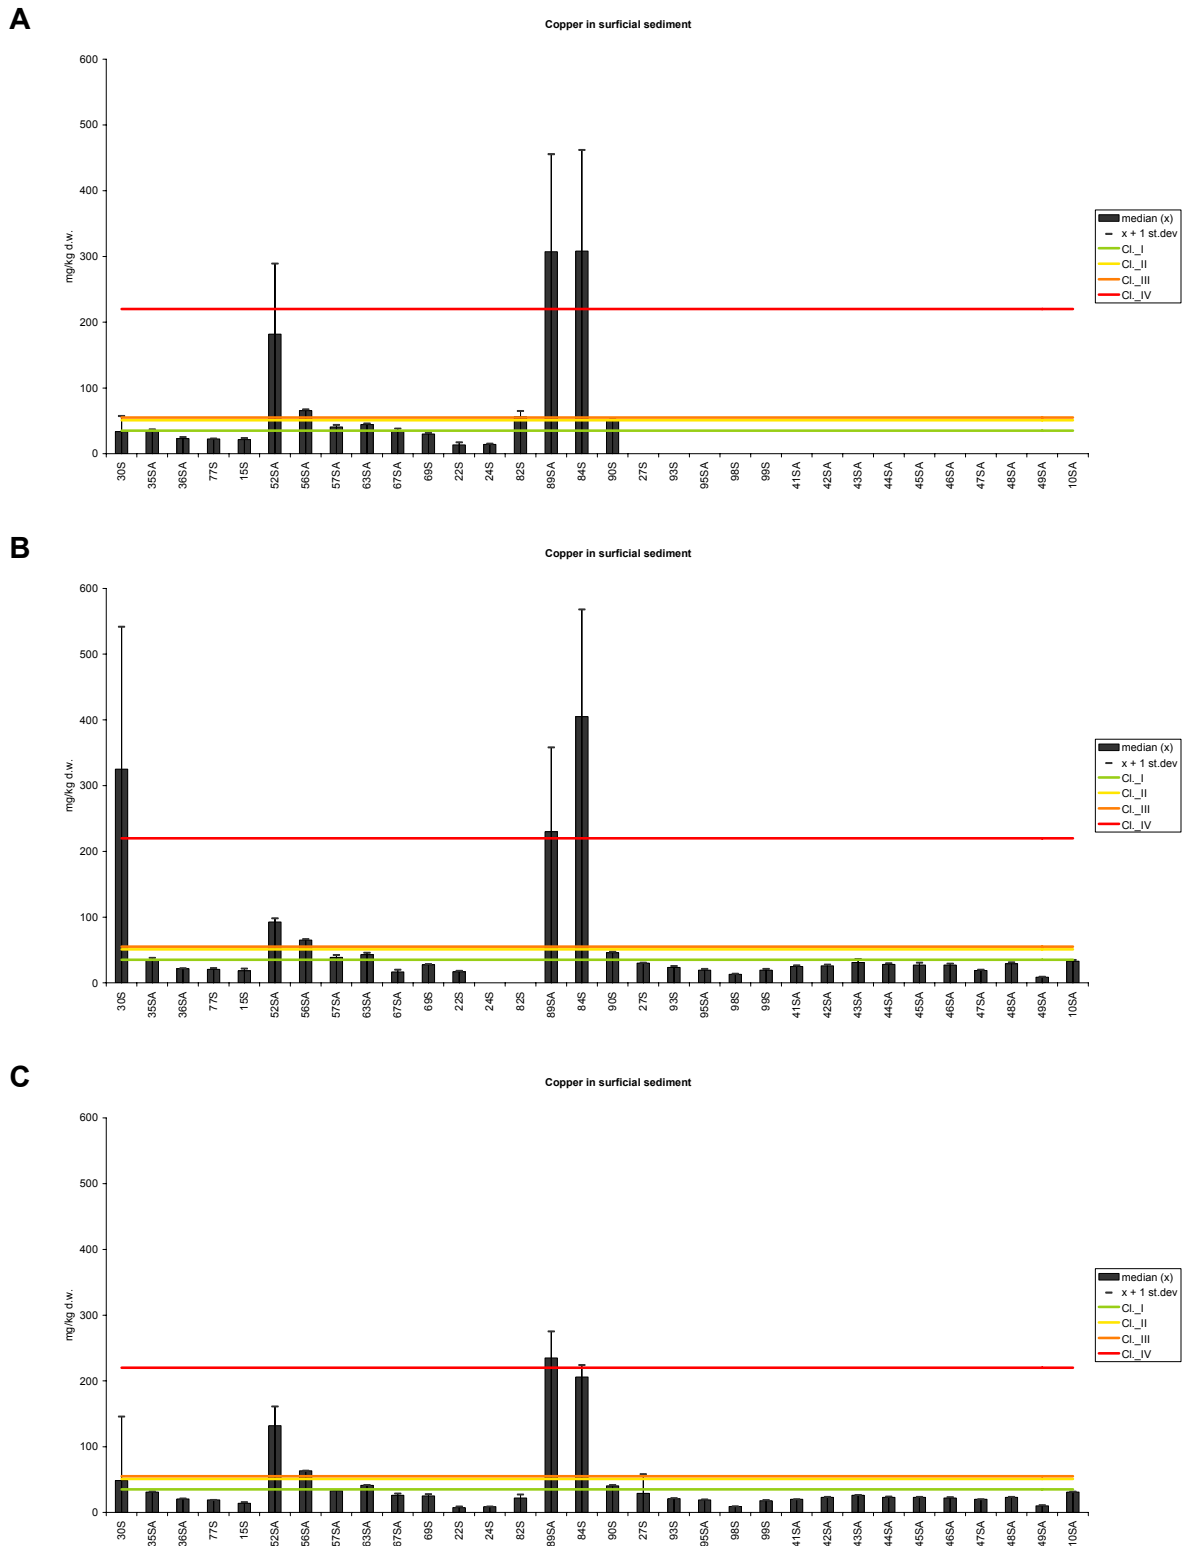 A
Copper in surficial sediment
600
500
400
300
200
100
0
mg/kg d.w.
30S 35SA 36SA 77S 15S 52SA 56SA 57SA 63SA 67SA 69S 22S 24S 82S 89SA 84S 90S 27S 93S 95SA 98S 99S 41SA 42SA 43SA 44SA 45SA 46SA 47SA 48SA 49SA 10SA
median (x)
x + 1 st.dev
Cl._I
Cl._II
Cl._III
Cl._IV
B
Copper in surficial sediment
600
500
400
300
200
100
0
mg/kg d.w.
30S 35SA 36SA 77S 15S 52SA 56SA 57SA 63SA 67SA 69S 22S 24S 82S 89SA 84S 90S 27S 93S 95SA 98S 99S 41SA 42SA 43SA 44SA 45SA 46SA 47SA 48SA 49SA 10SA
median (x)
x + 1 st.dev
Cl._I
Cl._II
Cl._III
Cl._IV
C
Copper in surficial sediment
600
500
400
300
200
100
0
mg/kg d.w.
30S 35SA 36SA 77S 15S 52SA 56SA 57SA 63SA 67SA 69S 22S 24S 82S 89SA 84S 90S 27S 93S 95SA 98S 99S 41SA 42SA 43SA 44SA 45SA 46SA 47SA 48SA 49SA 10SA
median (x)
x + 1 st.dev
Cl._I
Cl._II
Cl._III
Cl._IV